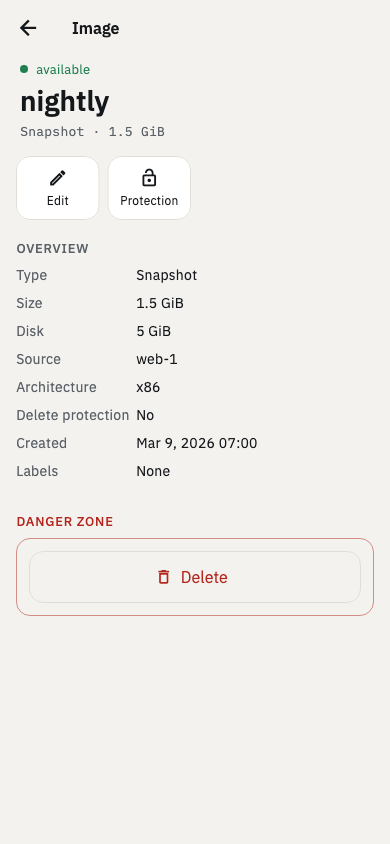 Image
available
nightly
Snapshot · 1.5 GiB
Edit
Protection
OVERVIEW
Type Snapshot
Size 1.5 GiB
Disk 5 GiB
Source web-1
Architecture x86
Delete protection No
Created Mar 9, 2026 07:00
Labels None
DANGER ZONE
Delete